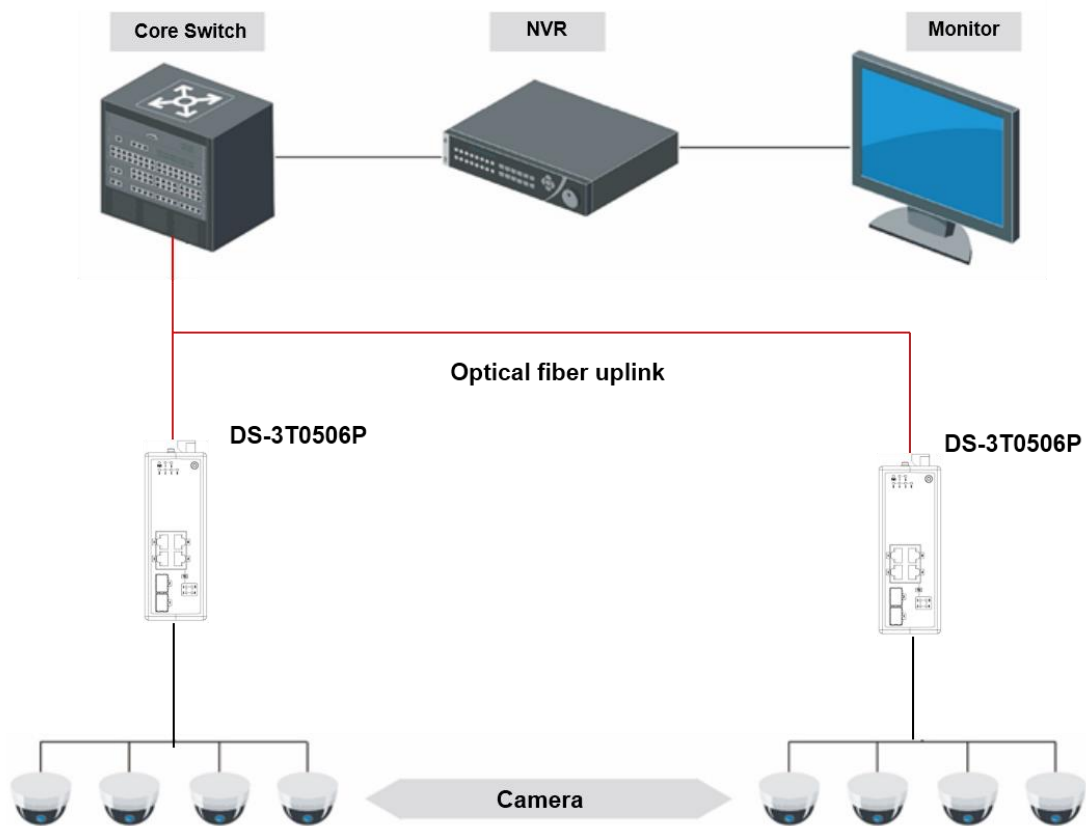 Core Switch
NVR
Monitor
Optical fiber uplink
DS-3T0506P
DS-3T0506P
Camera